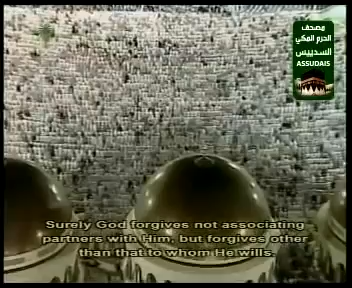 مصحف
الحرم المكي
السديس
ASSUDAIS
Surely God forgives not associating
partners with Him, but forgives other
than that to whom He wills.